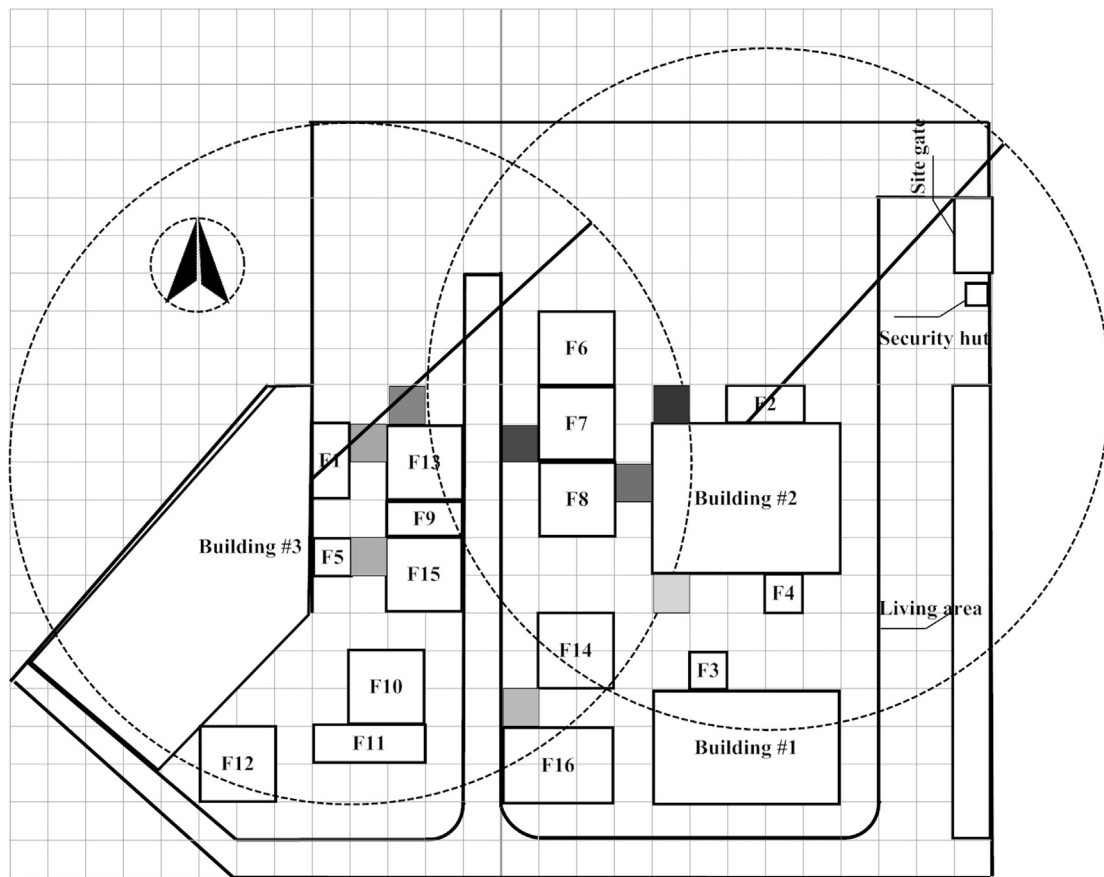 Site gate
Security hut
F6
F2
F7
F1
F13
F8
Building #2
F9
Building #3
F5
F15
F4
Living area
F14
F3
F10
F11
Building #1
F12
F16